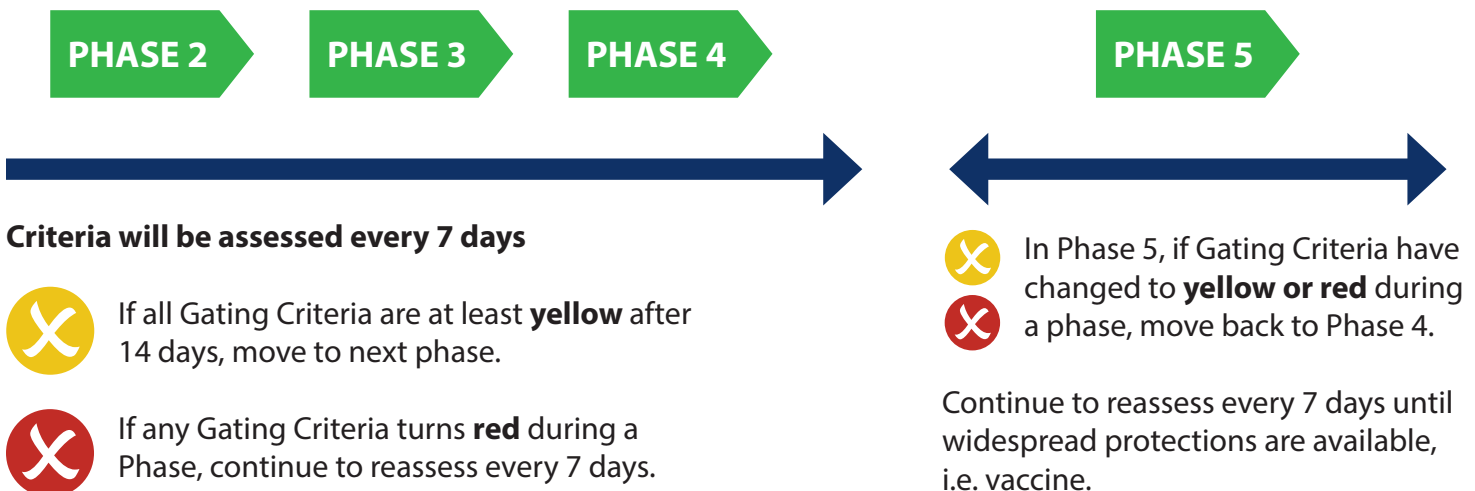 PHASE 2
PHASE 3
PHASE 4
Criteria will be assessed every 7 days
If all Gating Criteria are at least yellow after
14 days, move to next phase.
If any Gating Criteria turns red during a
Phase, continue to reassess every 7 days.
PHASE 5
In Phase 5, if Gating Criteria have
changed to yellow or red during
a phase, move back to Phase 4.
Continue to reassess every 7 days until
widespread protections are available,
i.e. vaccine.